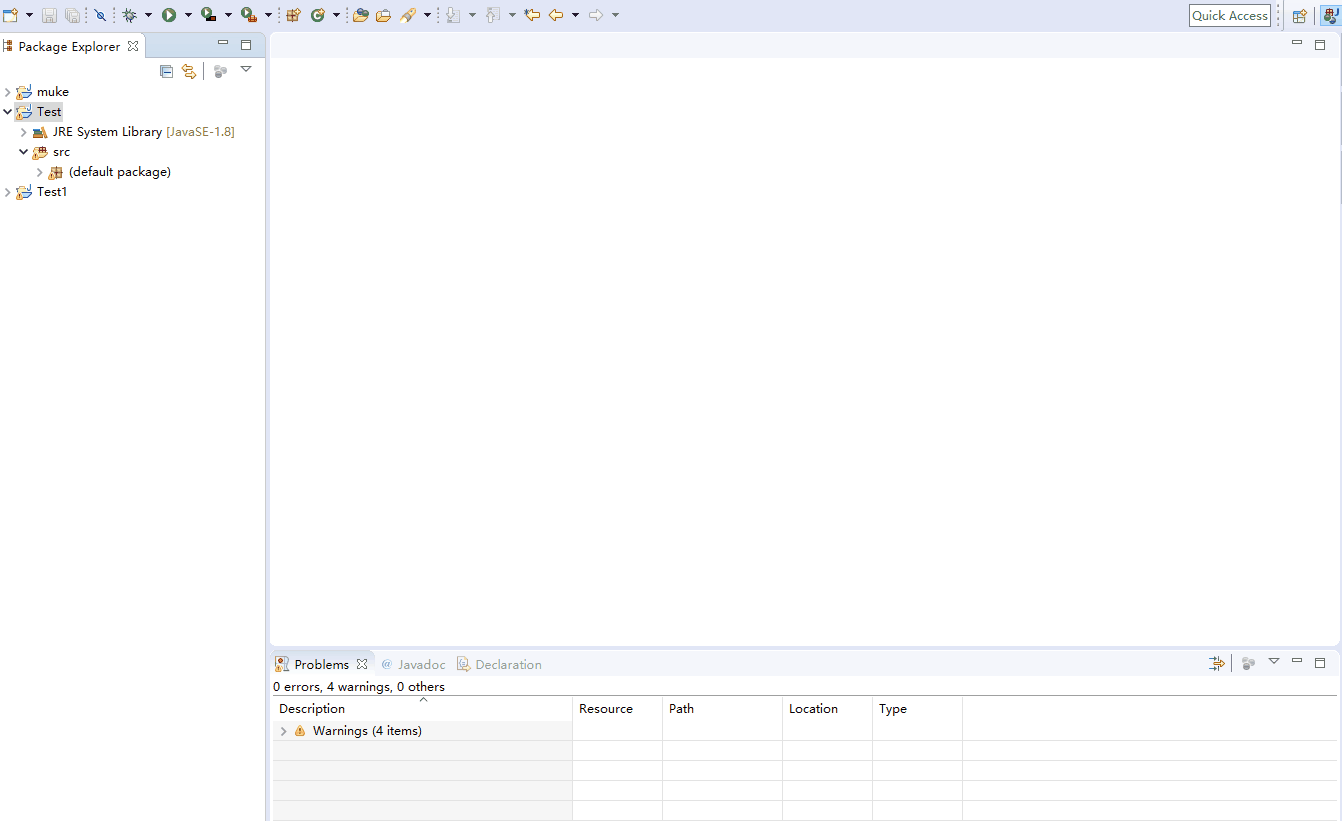 Quick Access
Package Explorer
muke
Test
JRE System Library [JavaSE-1.8]
src
(default package)
Test1
Problems @ Javadoc Declaration
0 errors, 4 warnings, 0 others
Description Resource Path Location Type
Warnings (4 items)